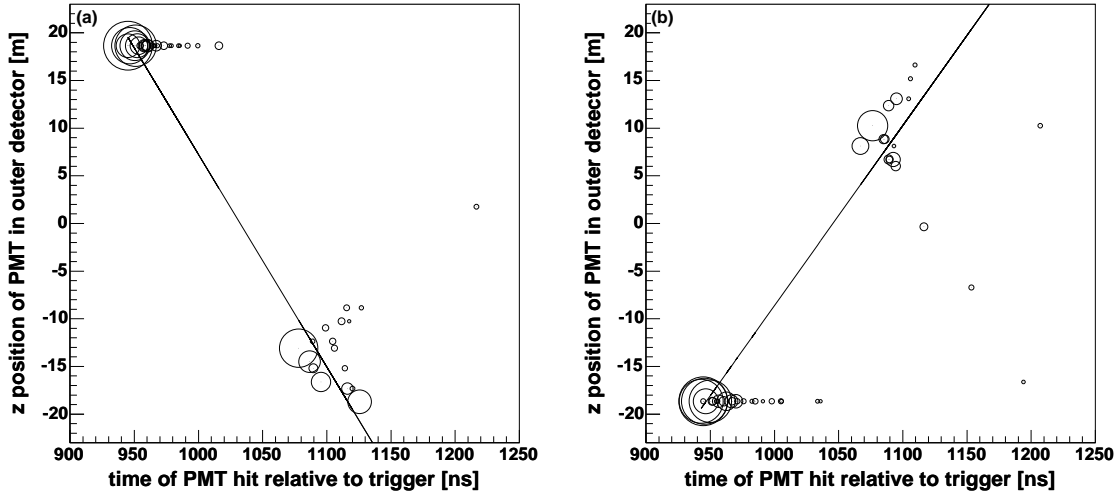 (a)
z position of PMT in outer detector [m]
20
15
10
5
0
-5
-10
-15
-20
900 950 1000 1050 1100 1150 1200 1250
time of PMT hit relative to trigger [ns]
(b)
z position of PMT in outer detector [m]
20
15
10
5
0
-5
-10
-15
-20
900 950 1000 1050 1100 1150 1200 1250
time of PMT hit relative to trigger [ns]